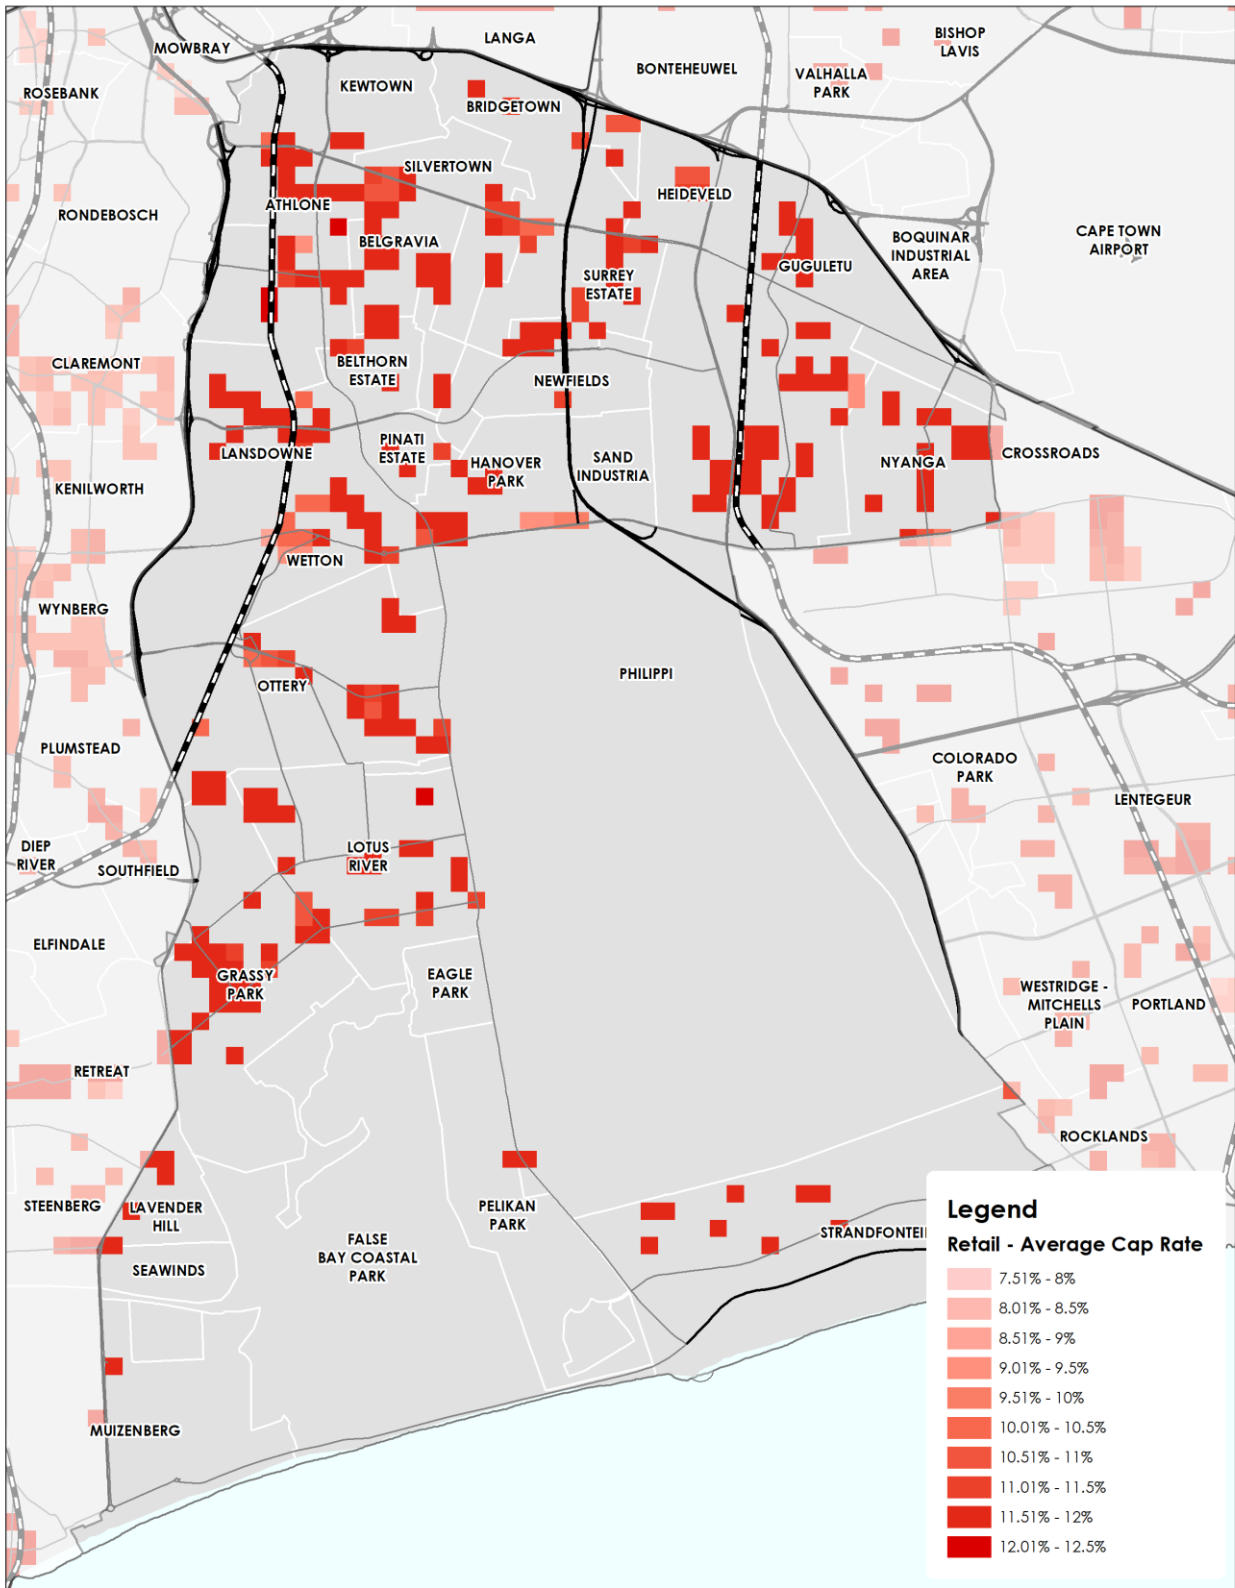 LANGA
MOWBRAY
BISHOP
LAVIS
BONTEHEUWEL
VALHALLA
PARK
KEWTOWN
ROSEBANK
BRIDGETOWN
SILVERTOWN
HEIDEVELD
ATHLONE
RONDEBOSCH
BELGRAVIA
BOQUINAR
INDUSTRIAL
AREA
CAPE TOWN
AIRPORT
GUGULETU
SURREY
ESTATE
CLAREMONT
BELTHORN
ESTATE
NEWFIELDS
LANSDOWNE
PINATI
ESTATE
HANOVER
PARK
SAND
INDUSTRIA
NYANGA
CROSSROADS
KENILWORTH
WETTON
WYNBERG
PHILIPPI
OTTERY
PLUMSTEAD
COLORADO
PARK
LENTEGEUR
DIEP
RIVER
SOUTHFIELD
LOTUS
RIVER
ELFINDALE
GRASSY
PARK
EAGLE
PARK
WESTRIDGE -
MITCHELLS
PLAIN
PORTLAND
RETREAT
ROCKLANDS
STEENBERG
LAVENDER
HILL
PELIKAN
PARK
STRANDFONTEI
FALSE
BAY COASTAL
PARK
SEAWINDS
MUIZENBERG
Legend
Retail - Average Cap Rate
7.51% - 8%
8.01% - 8.5%
8.51% - 9%
9.01% - 9.5%
9.51% - 10%
10.01% - 10.5%
10.51% - 11%
11.01% - 11.5%
11.51% - 12%
12.01% - 12.5%